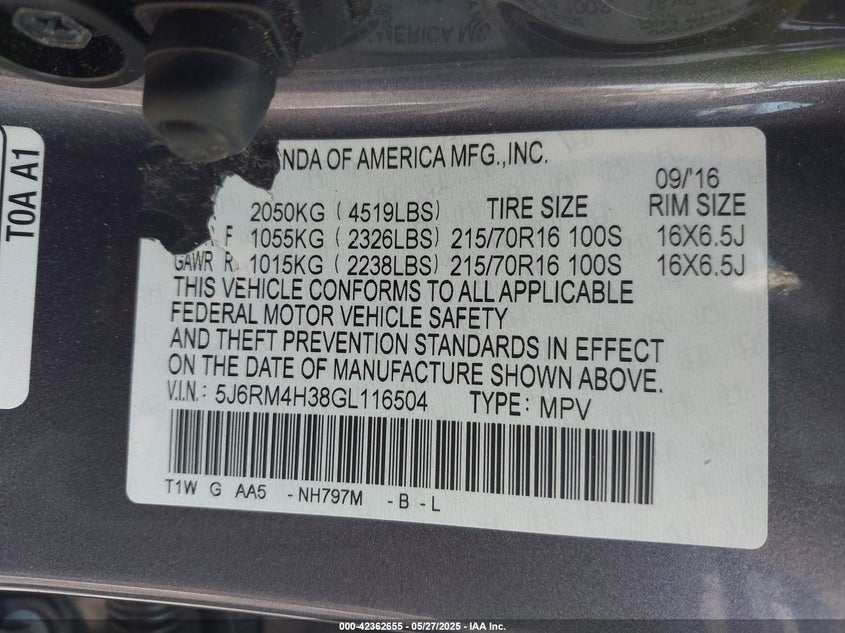 ONDA OF AMERICA MFG.,INC.
09/'16
2050KG ( 4519LBS) TIRE SIZE RIM SIZE
F 1055KG ( 2326LBS) 215/70R16 100S 16X6.5J
GAWR R 1015KG ( 2238LBS) 215/70R16 100S 16X6.5J
THIS VEHICLE CONFORMS TO ALL APPLICABLE
FEDERAL MOTOR VEHICLE SAFETY
AND THEFT PREVENTION STANDARDS IN EFFECT
ON THE DATE OF MANUFACTURE SHOWN ABOVE.
V.I.N.: 5J6RM4H38GL116504 TYPE: MPV
T1W G AA5 -NH797M -B-L
T0A A1
000-42362655 — 05/27/2025 — IAA Inc.